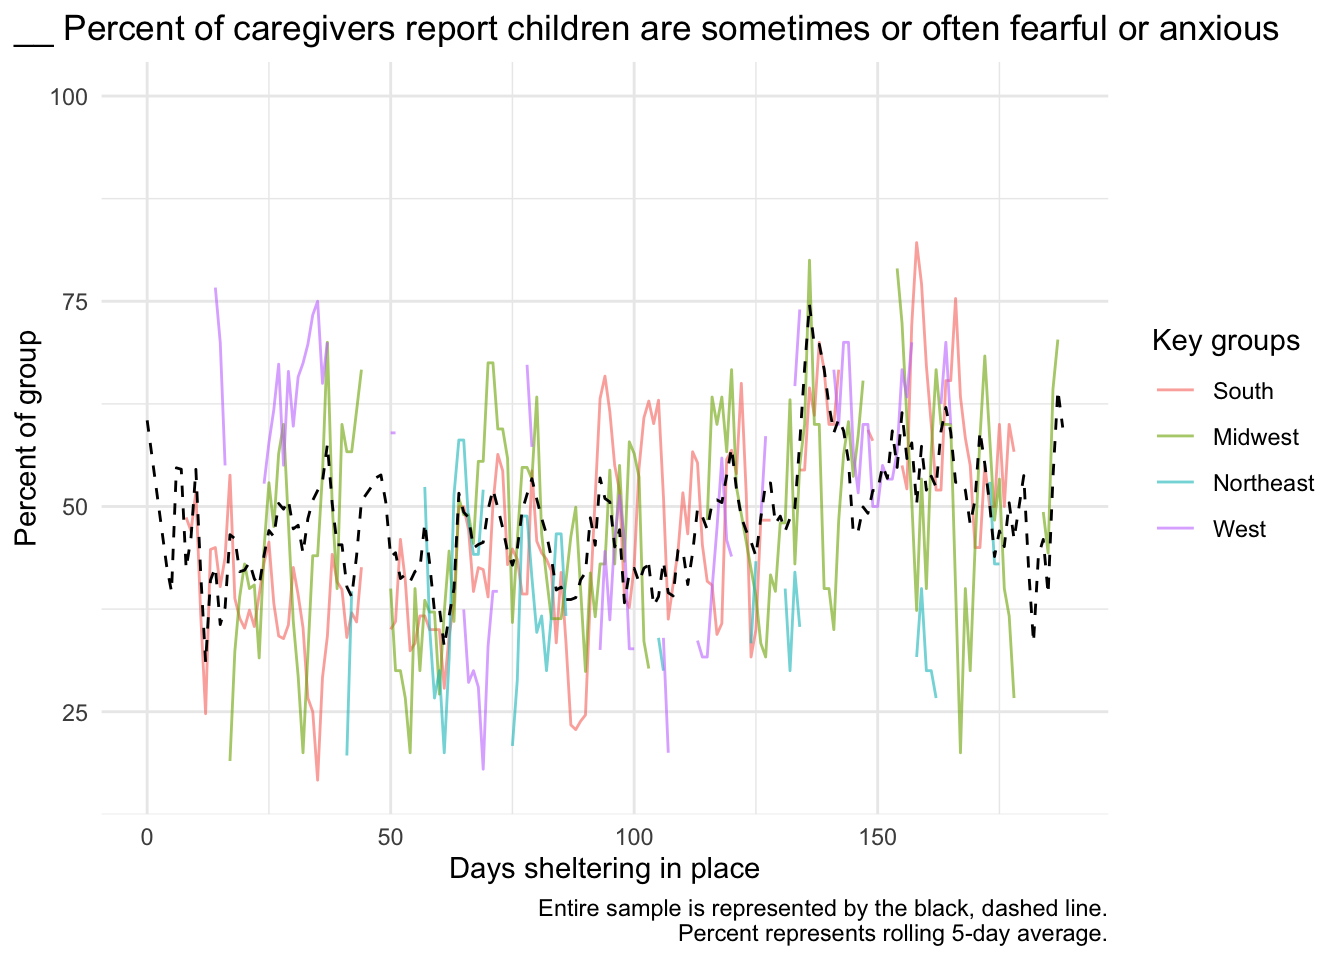 __ Percent of caregivers report children are sometimes or often fearful or anxious
100
75
50
25
Percent of group
0 50 100 150
Days sheltering in place
Key groups
South
Midwest
Northeast
West
Entire sample is represented by the black, dashed line.
Percent represents rolling 5-day average.